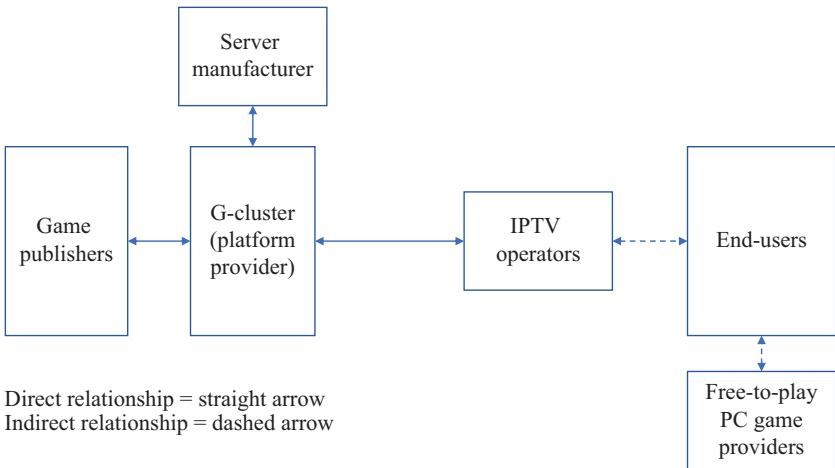 Server
manufacturer
Game
publishers
G-cluster
(platform
provider)
IPTV
operators
End-users
Direct relationship = straight arrow
Indirect relationship = dashed arrow
Free-to-play
PC game
providers